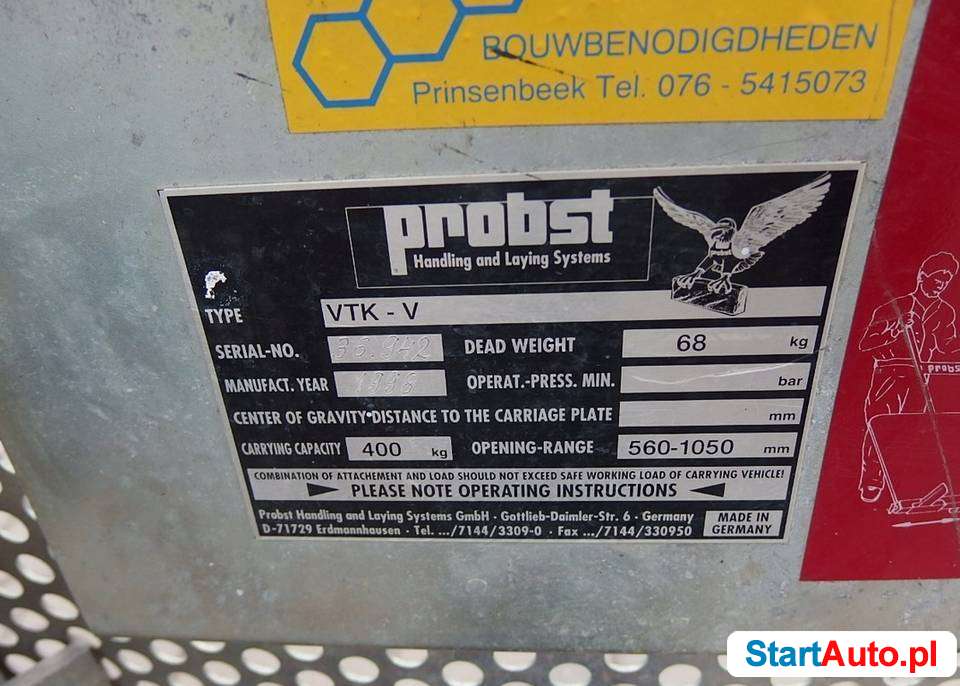 BOUWBENODIGDHEDEN
Prinsenbeek Tel. 076 - 5415073
probst
Handling and Laying Systems
probst
TYPE VTK - V
SERIAL-NO. 36.942 DEAD WEIGHT 68 kg
MANUFACT. YEAR OPERAT.-PRESS. MIN. bar
CENTER OF GRAVITY-DISTANCE TO THE CARRIAGE PLATE mm
CARRYING CAPACITY 400 kg OPENING-RANGE 560-1050 mm
COMBINATION OF ATTACHEMENT AND LOAD SHOULD NOT EXCEED SAFE WORKING LOAD OF CARRYING VEHICLE!
PLEASE NOTE OPERATING INSTRUCTIONS
Probst Handling and Laying Systems GmbH · Gottlieb-Daimler-Str. 6 · Germany
D-71729 Erdmannhausen · Tel. .../7144/3309-0 · Fax .../7144/330950
MADE IN
GERMANY
probst
StartAuto.pl